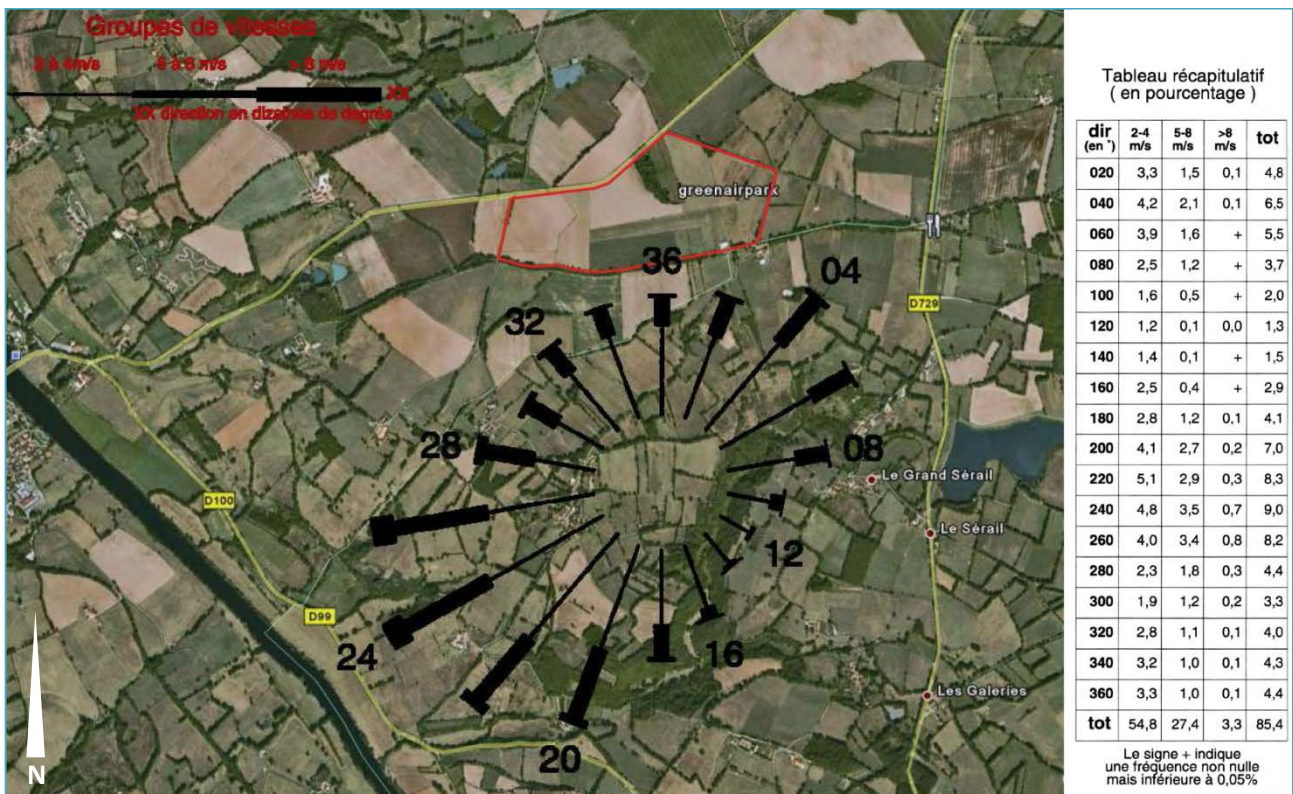 Groupes de vitesses
2 à 4m/s 5 à 8 m/s > 8 m/s
XX
XX direction en dizaines de degrés
greenairpark
36
04
32
D729
28
08
Le Grand Sérail
D100
Le Sérail
12
D99
24
16
Les Galeries
20
N
Tableau récapitulatif
( en pourcentage )
dir (en °) 2-4 m/s 5-8 m/s >8 m/s tot
020 3,3 1,5 0,1 4,8
040 4,2 2,1 0,1 6,5
060 3,9 1,6 + 5,5
080 2,5 1,2 + 3,7
100 1,6 0,5 + 2,0
120 1,2 0,1 0,0 1,3
140 1,4 0,1 + 1,5
160 2,5 0,4 + 2,9
180 2,8 1,2 0,1 4,1
200 4,1 2,7 0,2 7,0
220 5,1 2,9 0,3 8,3
240 4,8 3,5 0,7 9,0
260 4,0 3,4 0,8 8,2
280 2,3 1,8 0,3 4,4
300 1,9 1,2 0,2 3,3
320 2,8 1,1 0,1 4,0
340 3,2 1,0 0,1 4,3
360 3,3 1,0 0,1 4,4
tot 54,8 27,4 3,3 85,4
Le signe + indique
une fréquence non nulle
mais inférieure à 0,05%